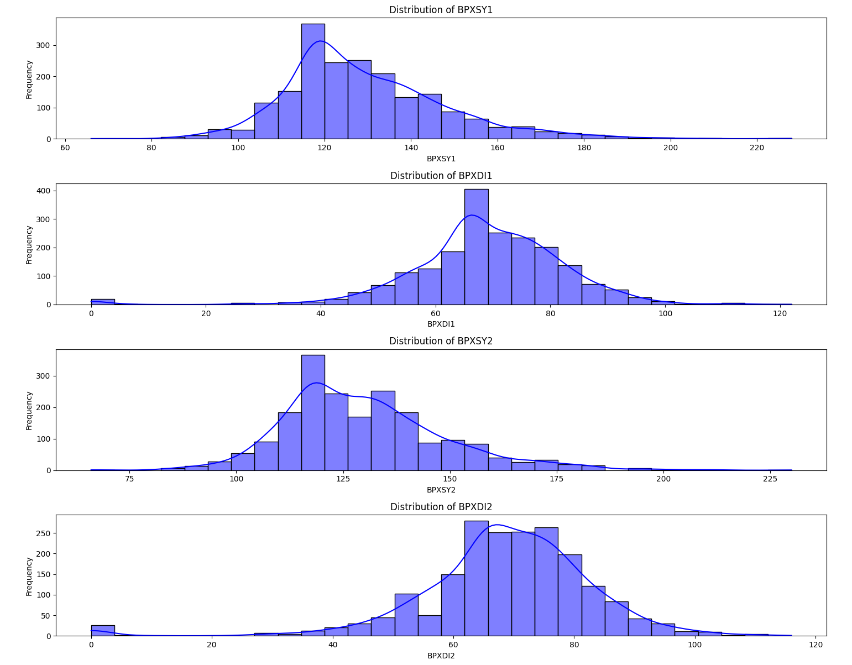 Distribution of BPXSY1
Frequency
300
200
100
0
60 80 100 120 140 160 180 200 220
BPXSY1
Distribution of BPXDI1
Frequency
400
300
200
100
0
0 20 40 60 80 100 120
BPXDI1
Distribution of BPXSY2
Frequency
300
200
100
0
75 100 125 150 175 200 225
BPXSY2
Distribution of BPXDI2
Frequency
250
200
150
100
50
0
0 20 40 60 80 100 120
BPXDI2